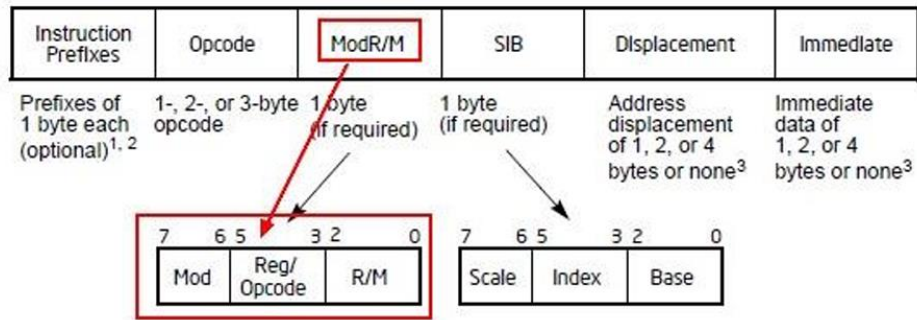 Instruction Prefixes Opcode ModR/M SIB Displacement Immediate
Prefixes of 1 byte each (optional)1, 2
1-, 2-, or 3-byte opcode
1 byte (if required)
1 byte (if required)
Address displacement of 1, 2, or 4 bytes or none3
Immediate data of 1, 2, or 4 bytes or none3
7 6 5 3 2 0
Mod Reg/Opcode R/M
7 6 5 3 2 0
Scale Index Base